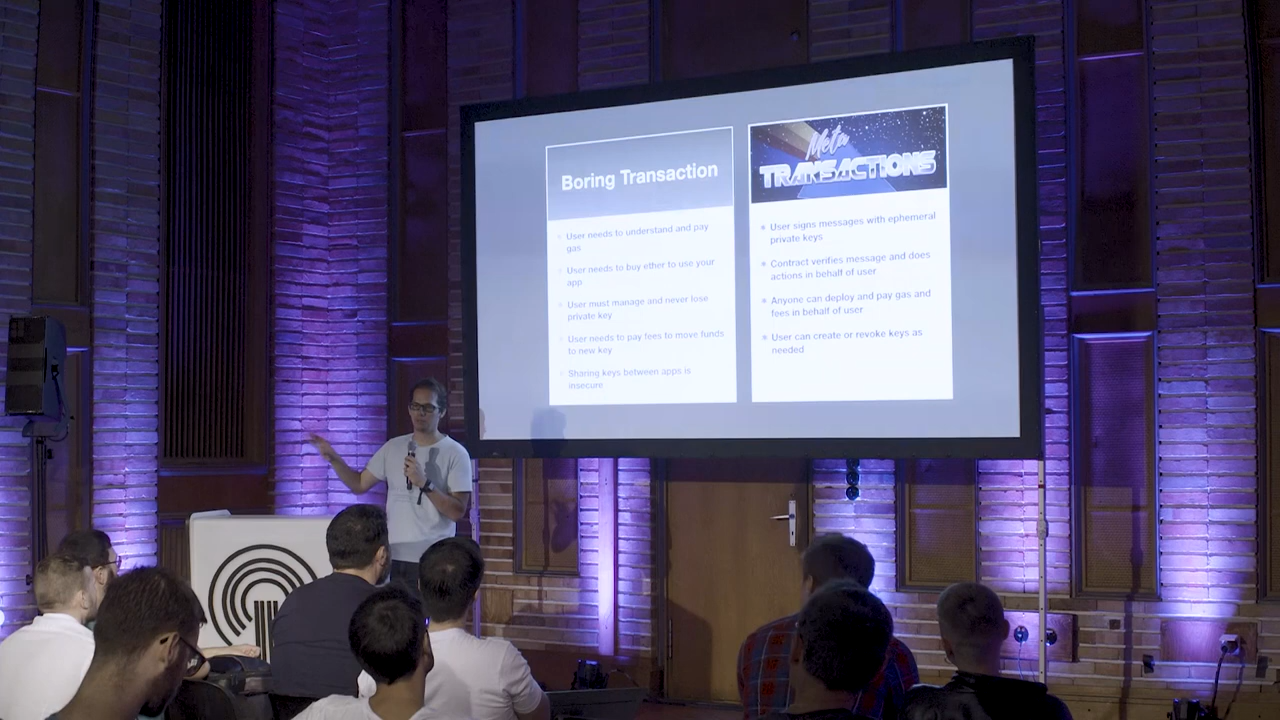 Boring Transaction
User needs to understand and pay
gas
User needs to buy ether to use your
app
User must manage and never lose
private key
User needs to pay fees to move funds
to new key
Sharing keys between apps is
insecure
Meta
TRANSACTIONS
User signs messages with ephemeral
private keys
Contract verifies message and does
actions in behalf of user
Anyone can deploy and pay gas and
fees in behalf of user
User can create or revoke keys as
needed